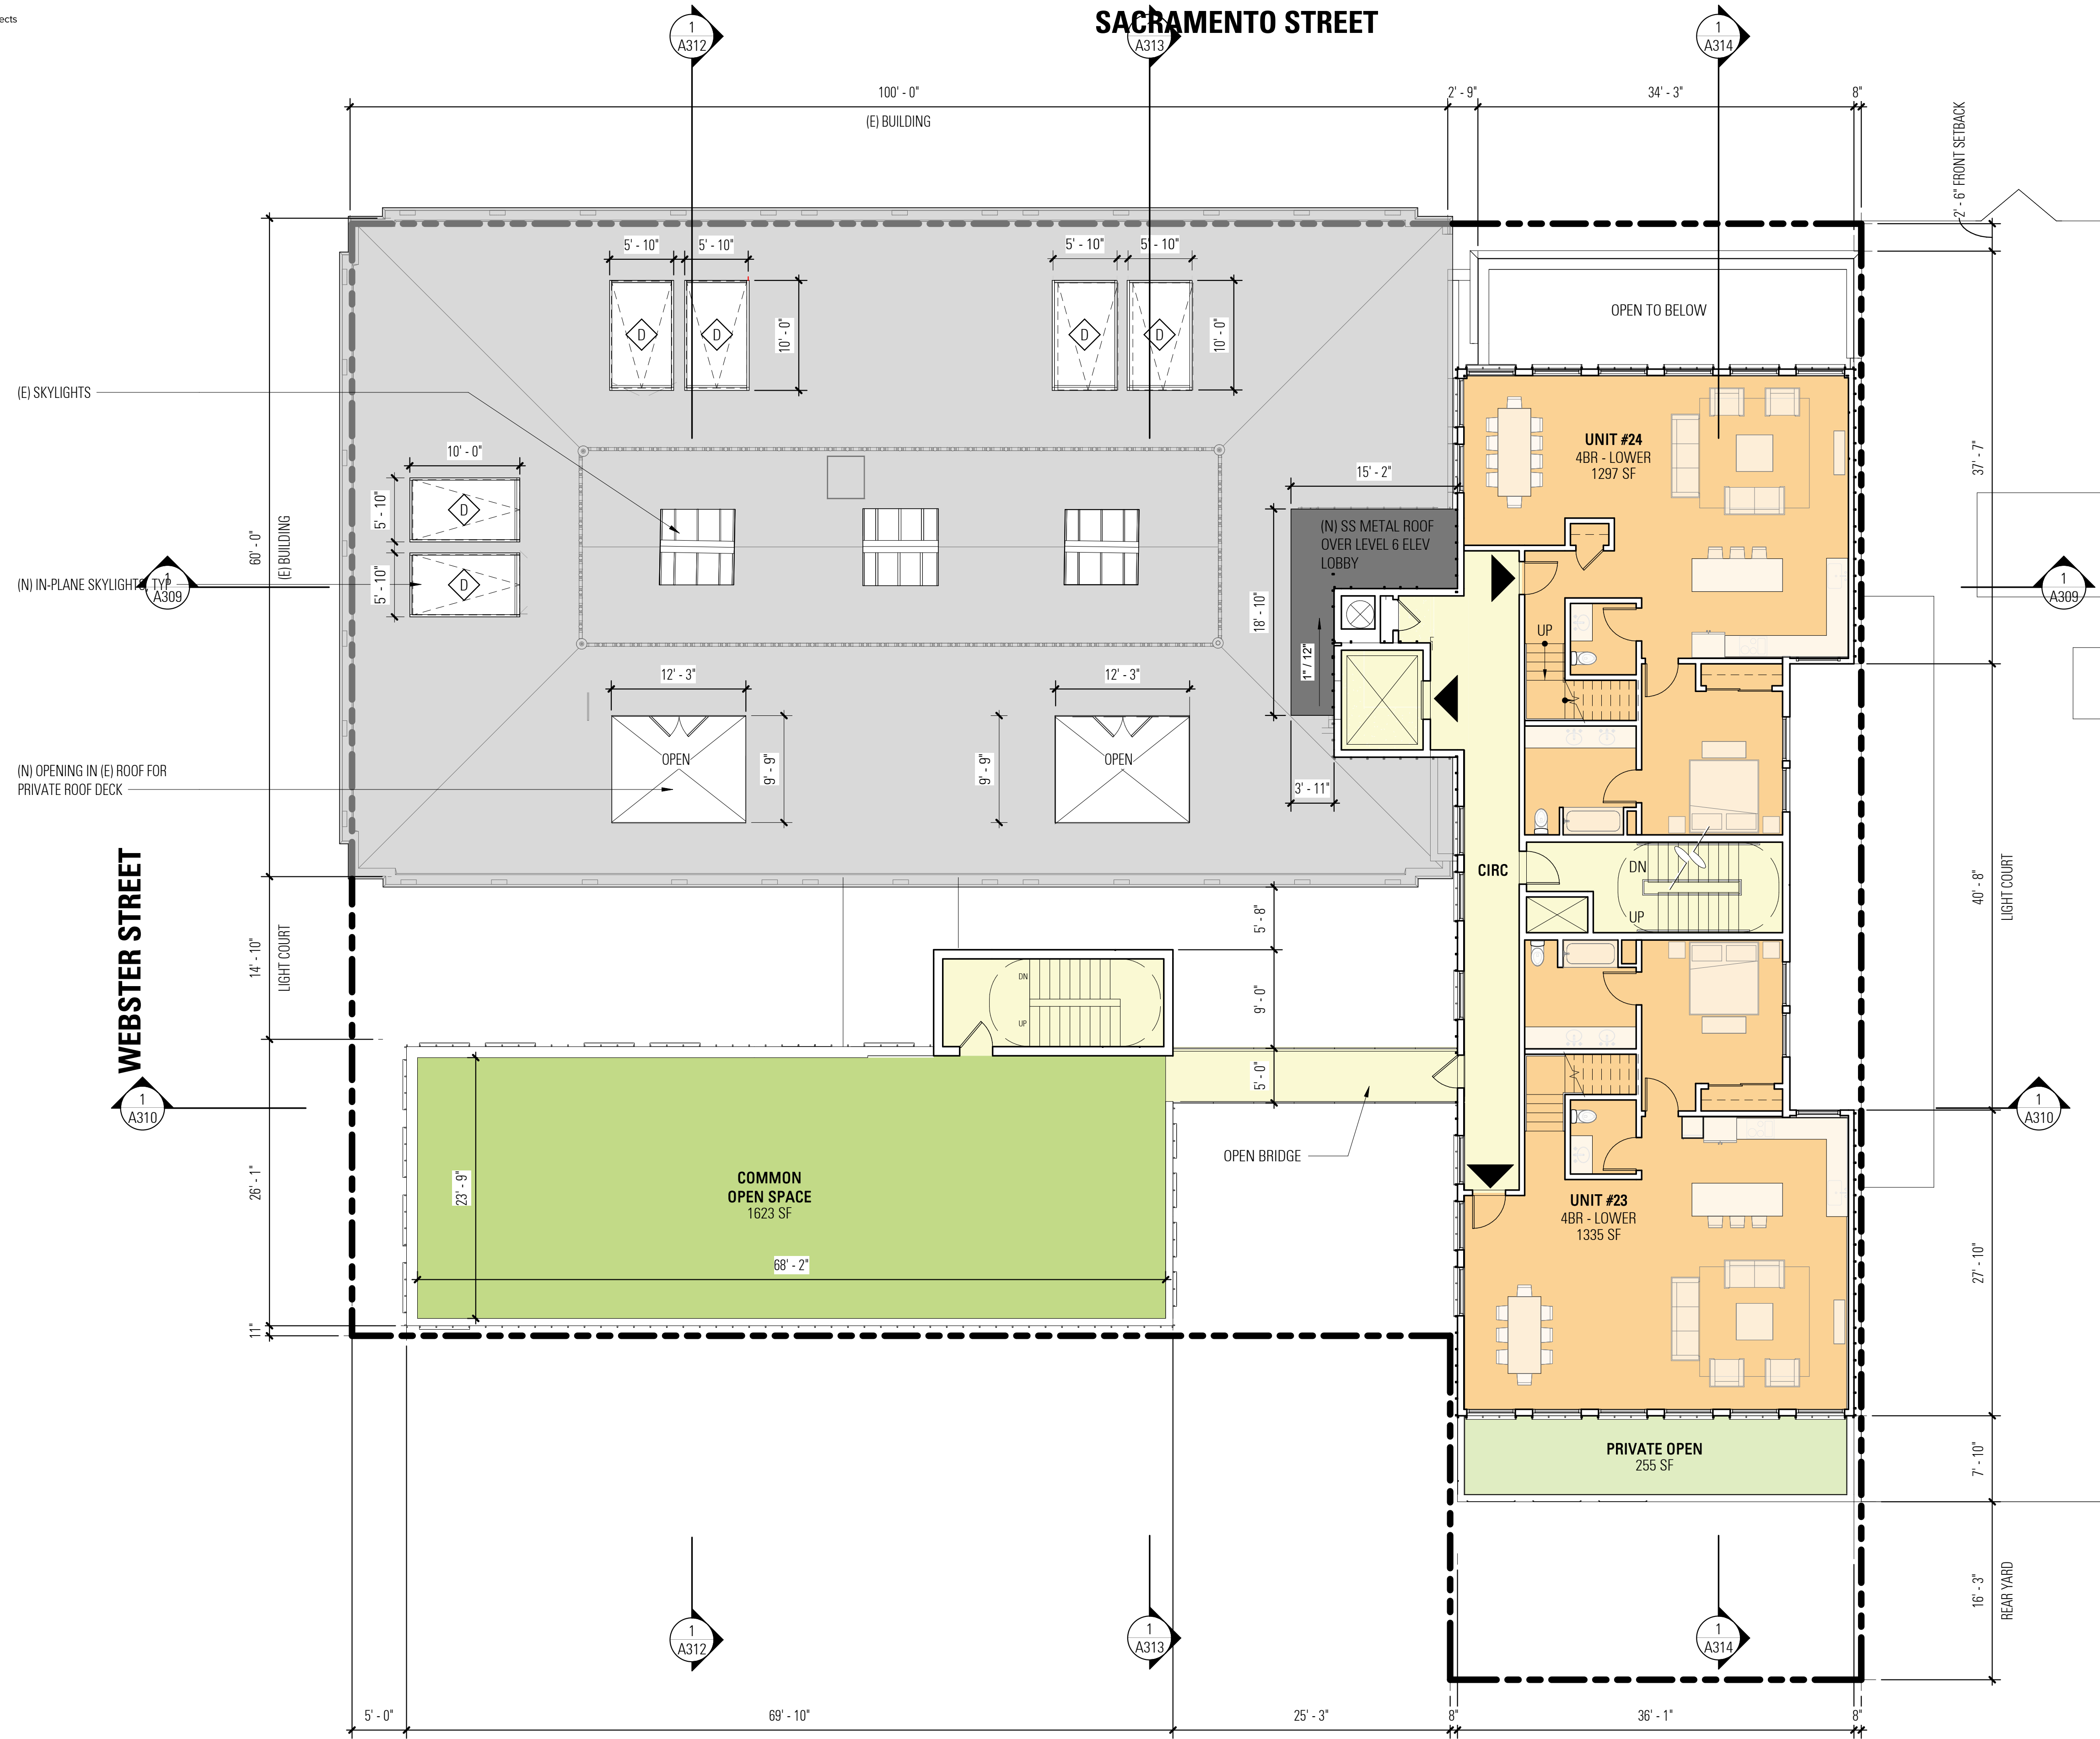 ects
SACRAMENTO STREET
1
A312
1
A313
1
A314
100' - 0"
2' - 9"
34' - 3"
8"
(E) BUILDING
2' - 6" FRONT SETBACK
5' - 10"
5' - 10"
5' - 10"
5' - 10"
D
D
D
D
10' - 0"
10' - 0"
OPEN TO BELOW
(E) SKYLIGHTS
10' - 0"
5' - 10"
D
60' - 0"
(E) BUILDING
5' - 10"
D
(N) IN-PLANE SKYLIGHTS, TYP
1
A309
15' - 2"
(N) SS METAL ROOF
OVER LEVEL 6 ELEV
LOBBY
18' - 10"
1" / 12"
UNIT #24
4BR - LOWER
1297 SF
37' - 7"
1
A309
UP
12' - 3"
12' - 3"
OPEN
9' - 9"
9' - 9"
OPEN
3' - 11"
(N) OPENING IN (E) ROOF FOR
PRIVATE ROOF DECK
WEBSTER STREET
CIRC
DN
UP
40' - 8"
LIGHT COURT
14' - 10"
LIGHT COURT
5' - 8"
9' - 0"
5' - 0"
DN
UP
1
A310
1
A310
OPEN BRIDGE
26' - 1"
23' - 9"
COMMON
OPEN SPACE
1623 SF
68' - 2"
11"
UNIT #23
4BR - LOWER
1335 SF
27' - 10"
PRIVATE OPEN
255 SF
7' - 10"
16' - 3"
REAR YARD
1
A312
1
A313
1
A314
5' - 0"
69' - 10"
25' - 3"
8"
36' - 1"
8"